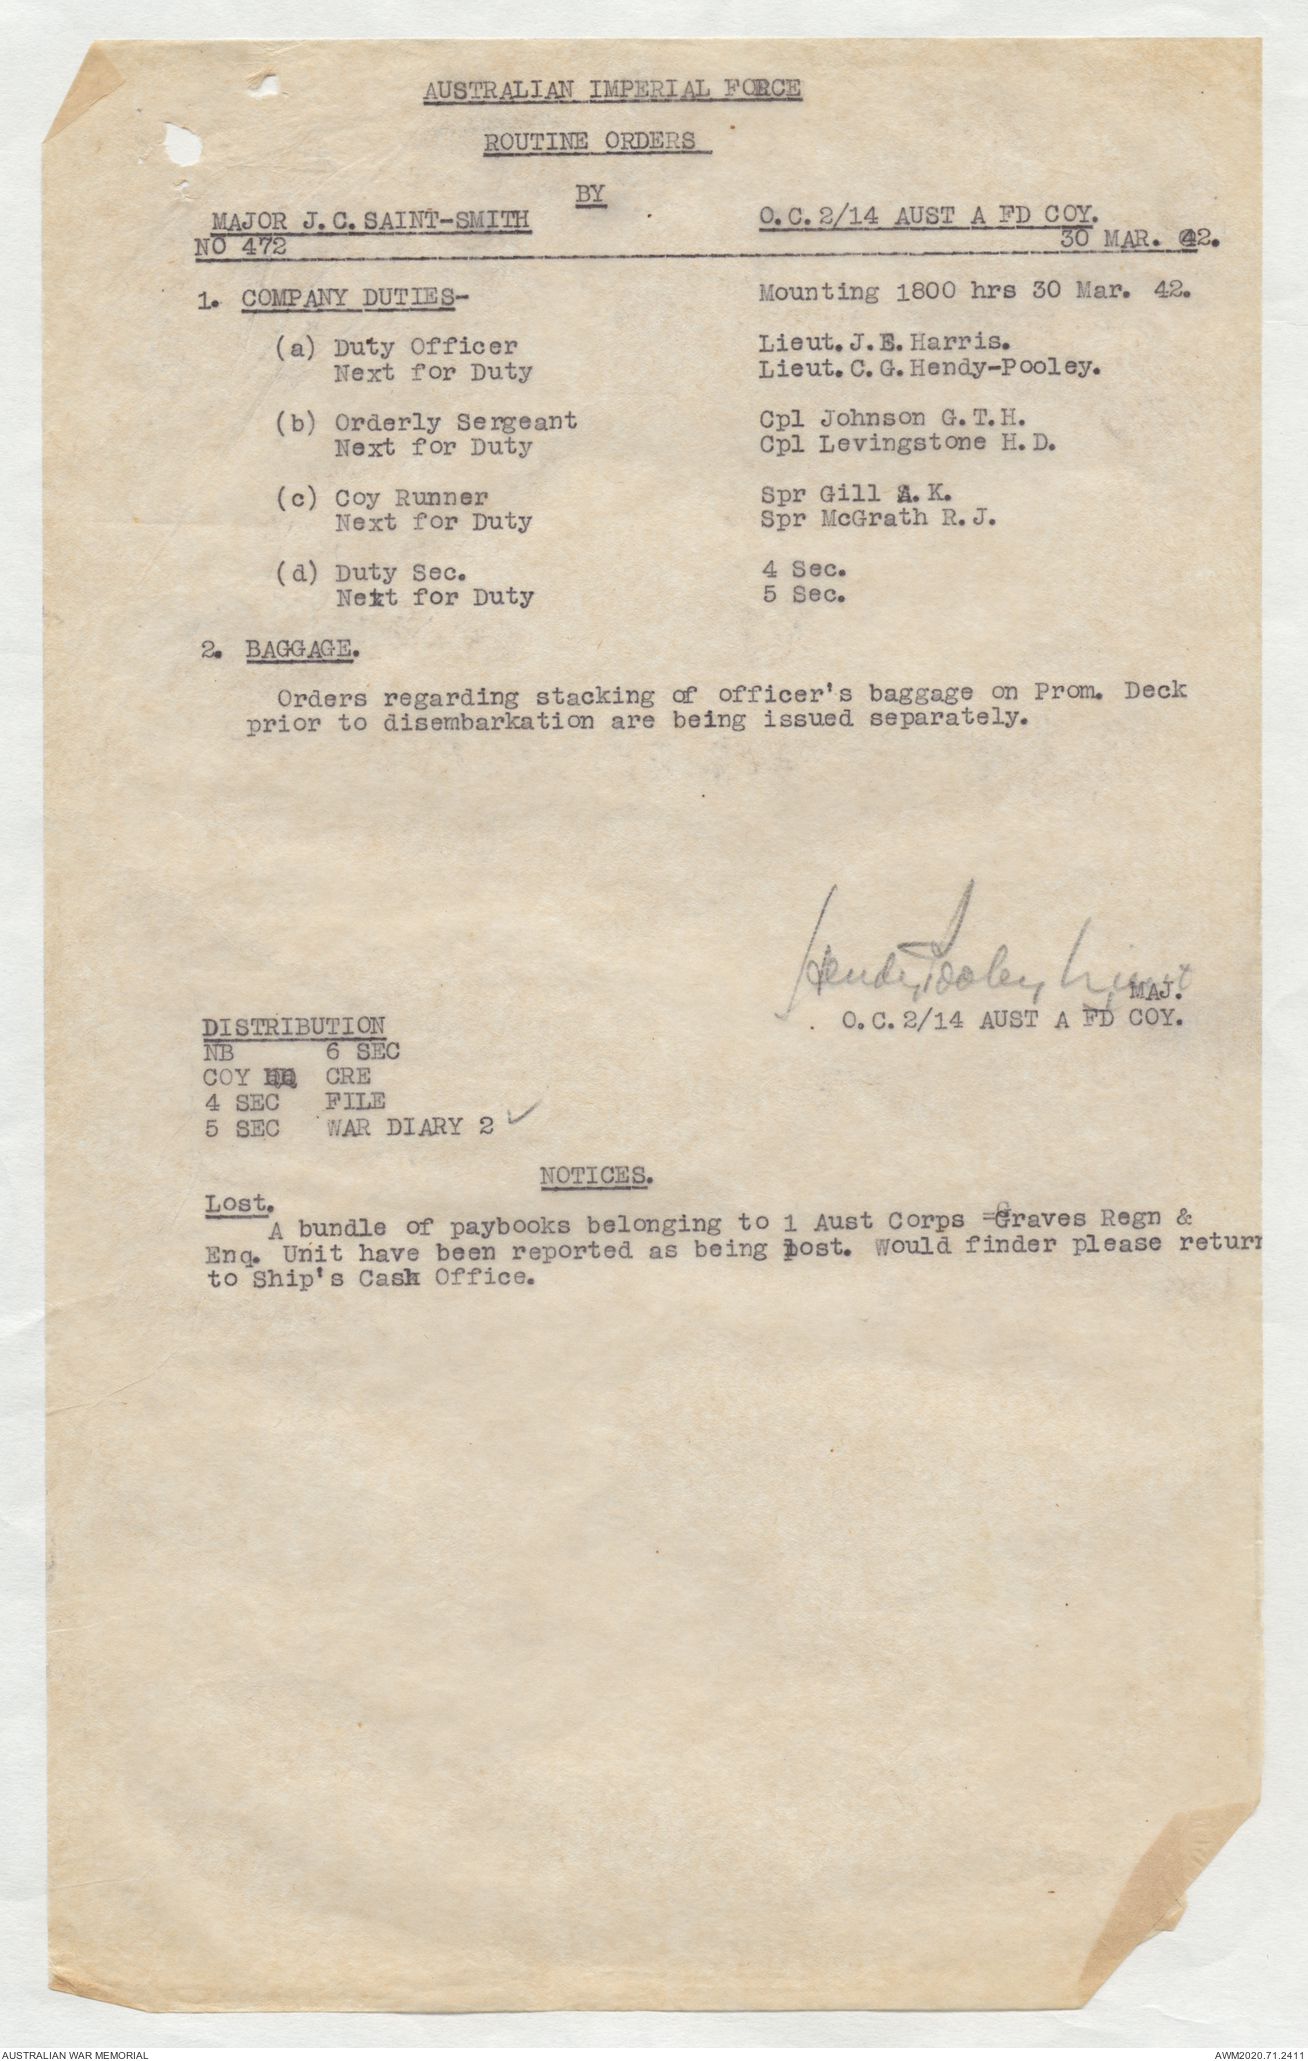 AUSTRALIAN IMPERIAL FORCE
ROUTINE ORDERS
BY
MAJOR J.C. SAINT-SMITH O.C. 2/14 AUST A FD COY.
NO 472 30 MAR. 42.
1. COMPANY DUTIES- Mounting 1800 hrs 30 Mar. 42.
(a) Duty Officer Lieut. J.E. Harris.
Next for Duty Lieut. C.G. Hendy-Pooley.
(b) Orderly Sergeant Cpl Johnson G.T.H.
Next for Duty Cpl Levingstone H.D.
(c) Coy Runner Spr Gill A.K.
Next for Duty Spr McGrath R.J.
(d) Duty Sec. 4 Sec.
Next for Duty 5 Sec.
2. BAGGAGE.
Orders regarding stacking of officer's baggage on Prom. Deck
prior to disembarkation are being issued separately.
Hendy Pooley Lieut
MAJ.
O.C. 2/14 AUST A FD COY.
DISTRIBUTION
NB 6 SEC
COY CRE
4 SEC FILE
5 SEC WAR DIARY 2 ✓
NOTICES.
Lost.
A bundle of paybooks belonging to 1 Aust Corps Graves Regn &
Enq. Unit have been reported as being lost. Would finder please return
to Ship's Cash Office.
AUSTRALIAN WAR MEMORIAL AWM2020.71.2411